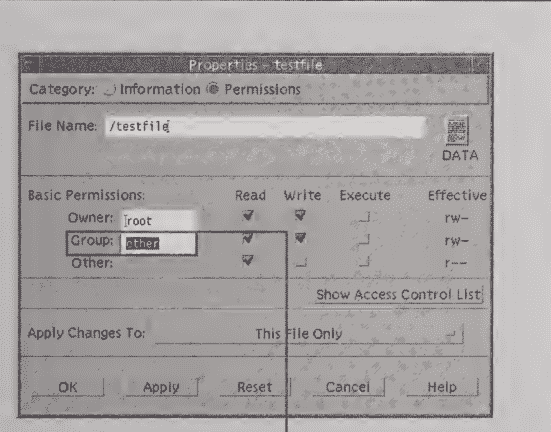 Properties - testfile
Category: Information Permissions
File Name: /testfile
DATA
Basic Permissions: Read Write Execute Effective
Owner: root rw-
Group: other rw-
Other: r--
Show Access Control List
Apply Changes To: This File Only
OK Apply Reset Cancel Help